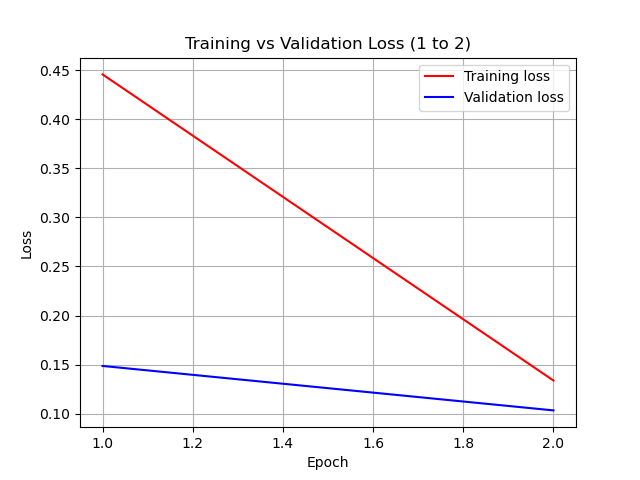 Training vs Validation Loss (1 to 2)
Training loss
Validation loss
Loss
0.45
0.40
0.35
0.30
0.25
0.20
0.15
0.10
1.0 1.2 1.4 1.6 1.8 2.0
Epoch